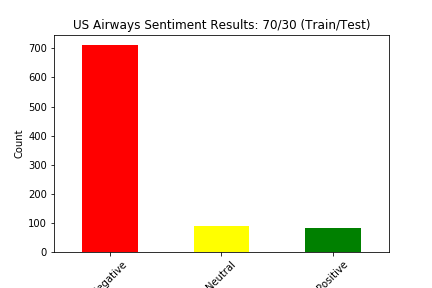 US Airways Sentiment Results: 70/30 (Train/Test)
700
600
500
400
300
200
100
0
Count
egative
Neutral
Positive